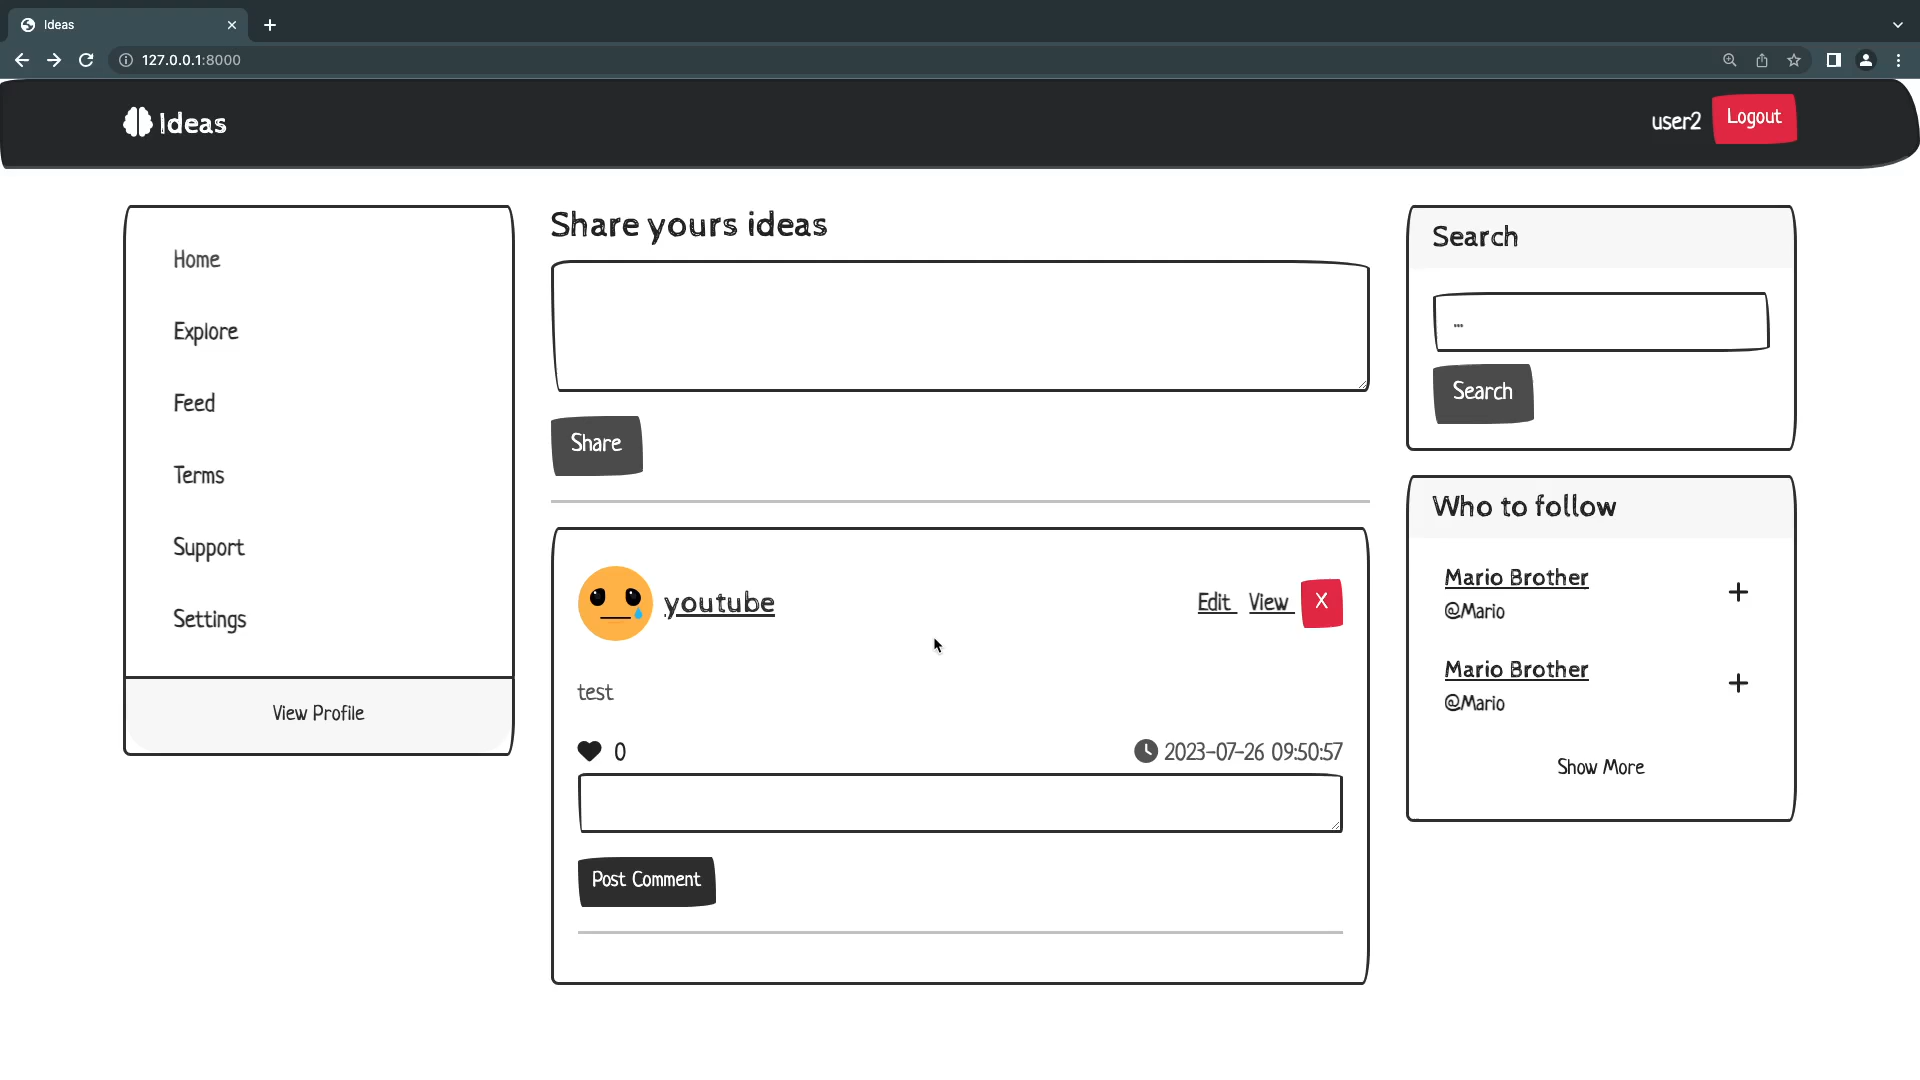 Ideas
127.0.0.1:8000
Ideas
user2
Logout
Home
Explore
Feed
Terms
Support
Settings
View Profile
Share yours ideas
Share
youtube
Edit View X
test
0
2023-07-26 09:50:57
Post Comment
Search
...
Search
Who to follow
Mario Brother
@Mario
+
Mario Brother
@Mario
+
Show More